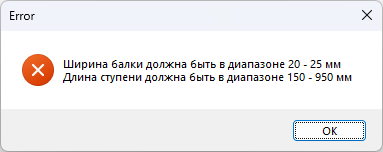 Error
Ширина балки должна быть в диапазоне 20 - 25 мм
Длина ступени должна быть в диапазоне 150 - 950 мм
OK